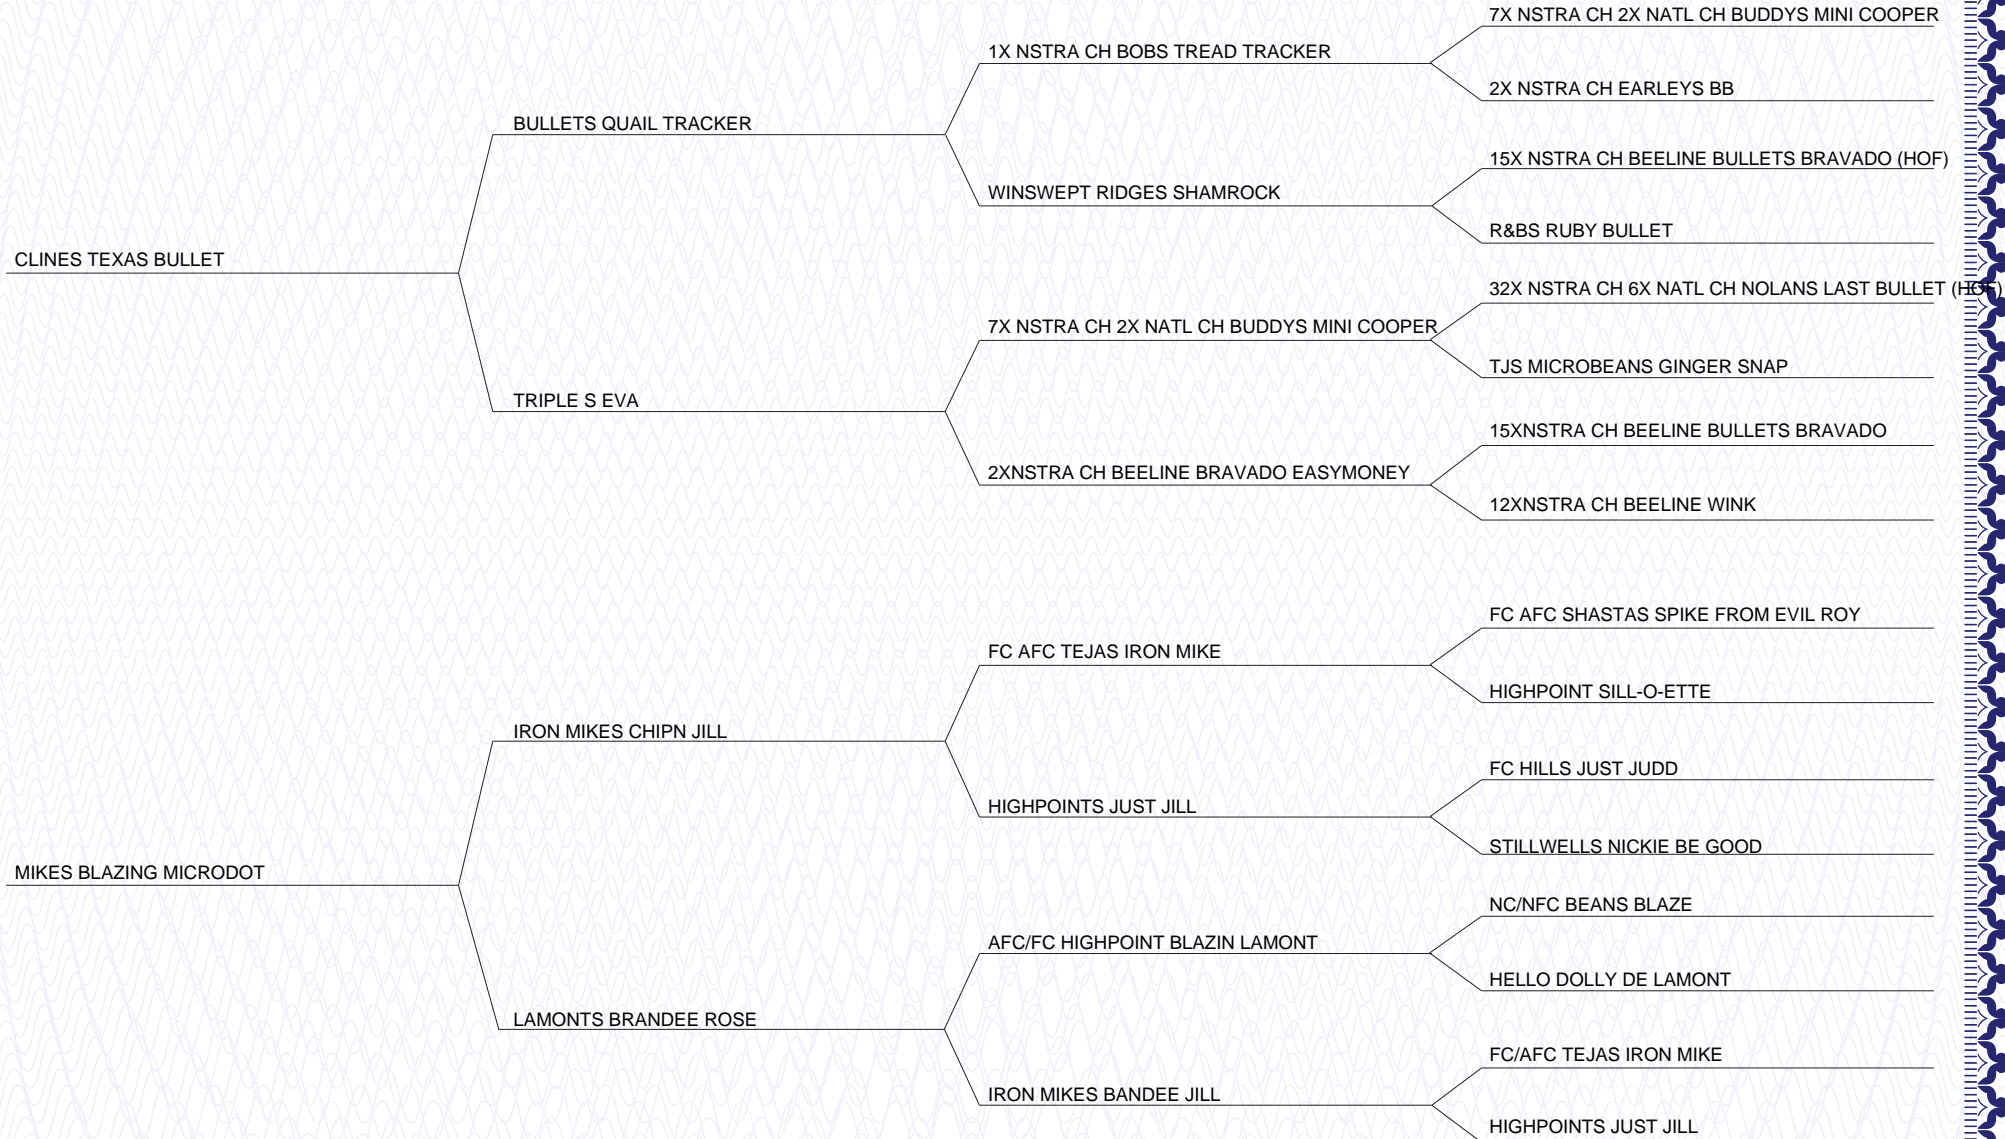 7X NSTRA CH 2X NATL CH BUDDYS MINI COOPER
1X NSTRA CH BOBS TREAD TRACKER
2X NSTRA CH EARLEYS BB
BULLETS QUAIL TRACKER
15X NSTRA CH BEELINE BULLETS BRAVADO (HOF)
WINSWEPT RIDGES SHAMROCK
R&BS RUBY BULLET
CLINES TEXAS BULLET
32X NSTRA CH 6X NATL CH NOLANS LAST BULLET (HOF)
7X NSTRA CH 2X NATL CH BUDDYS MINI COOPER
TJS MICROBEANS GINGER SNAP
TRIPLE S EVA
15XNSTRA CH BEELINE BULLETS BRAVADO
2XNSTRA CH BEELINE BRAVADO EASYMONEY
12XNSTRA CH BEELINE WINK
FC AFC SHASTAS SPIKE FROM EVIL ROY
FC AFC TEJAS IRON MIKE
HIGHPOINT SILL-O-ETTE
IRON MIKES CHIPN JILL
FC HILLS JUST JUDD
HIGHPOINTS JUST JILL
STILLWELLS NICKIE BE GOOD
MIKES BLAZING MICRODOT
NC/NFC BEANS BLAZE
AFC/FC HIGHPOINT BLAZIN LAMONT
HELLO DOLLY DE LAMONT
LAMONTS BRANDEE ROSE
FC/AFC TEJAS IRON MIKE
IRON MIKES BANDEE JILL
HIGHPOINTS JUST JILL